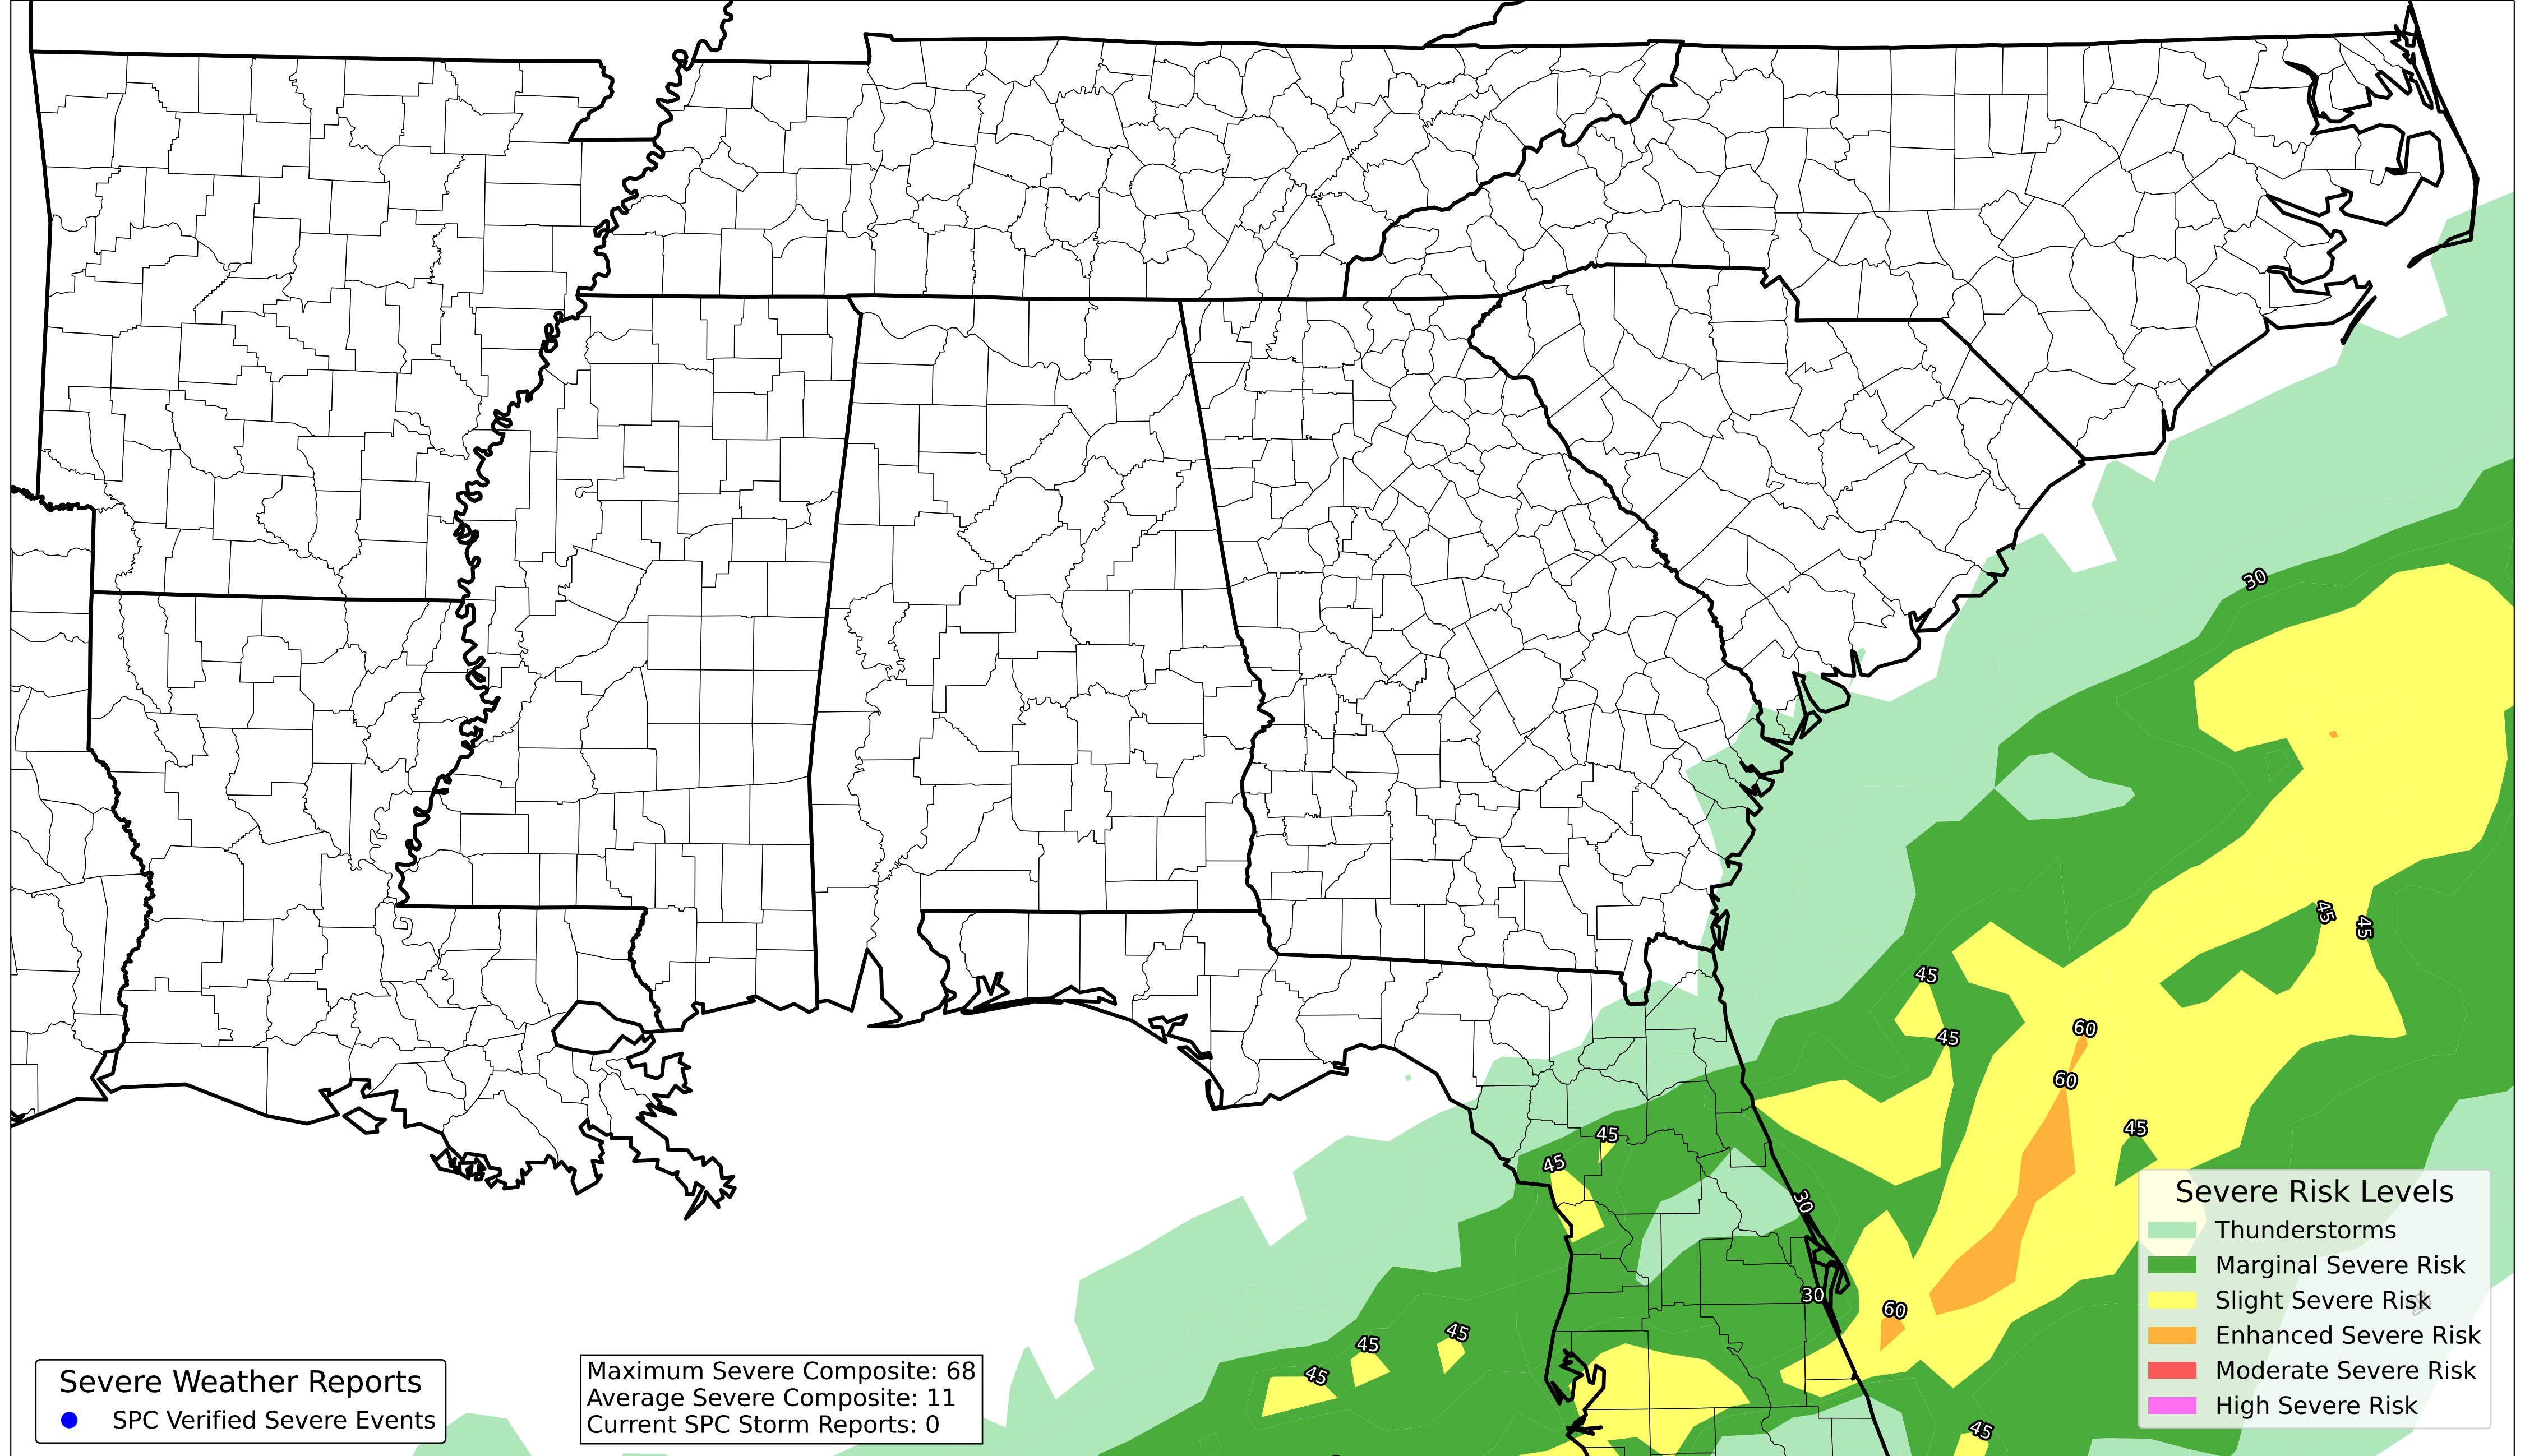 30
45
45
45
45
60
60
45
45
45
30
30
60
45
45
45
45
Severe Risk Levels
Thunderstorms
Marginal Severe Risk
Slight Severe Risk
Enhanced Severe Risk
Moderate Severe Risk
High Severe Risk
Severe Weather Reports
SPC Verified Severe Events
Maximum Severe Composite: 68
Average Severe Composite: 11
Current SPC Storm Reports: 0